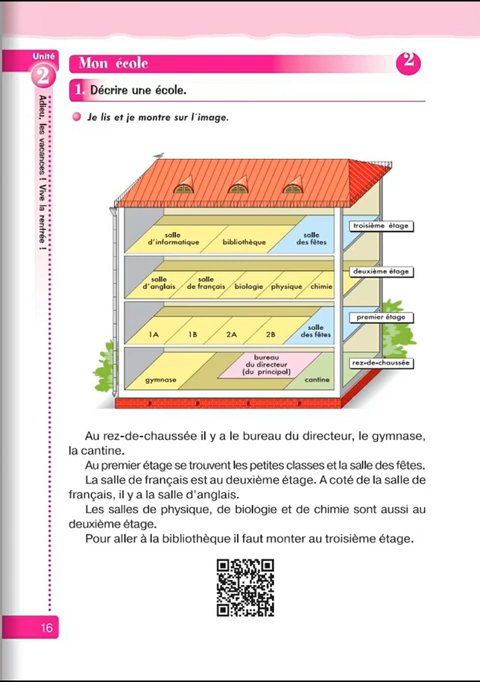 Unité
2
Adieu, les vacances ! Vive la rentrée !
Mon école
2
1. Décrire une école.
Je lis et je montre sur l'image.
troisième étage
salle d'informatique
bibliothèque
salle des fêtes
deuxième étage
salle d'anglais
salle de français
biologie
physique
chimie
premier étage
1A
1B
2A
2B
salle des fêtes
rez-de-chaussée
gymnase
bureau du directeur (du principal)
cantine
Au rez-de-chaussée il y a le bureau du directeur, le gymnase,
la cantine.
Au premier étage se trouvent les petites classes et la salle des fêtes.
La salle de français est au deuxième étage. A coté de la salle de
français, il y a la salle d'anglais.
Les salles de physique, de biologie et de chimie sont aussi au
deuxième étage.
Pour aller à la bibliothèque il faut monter au troisième étage.
16